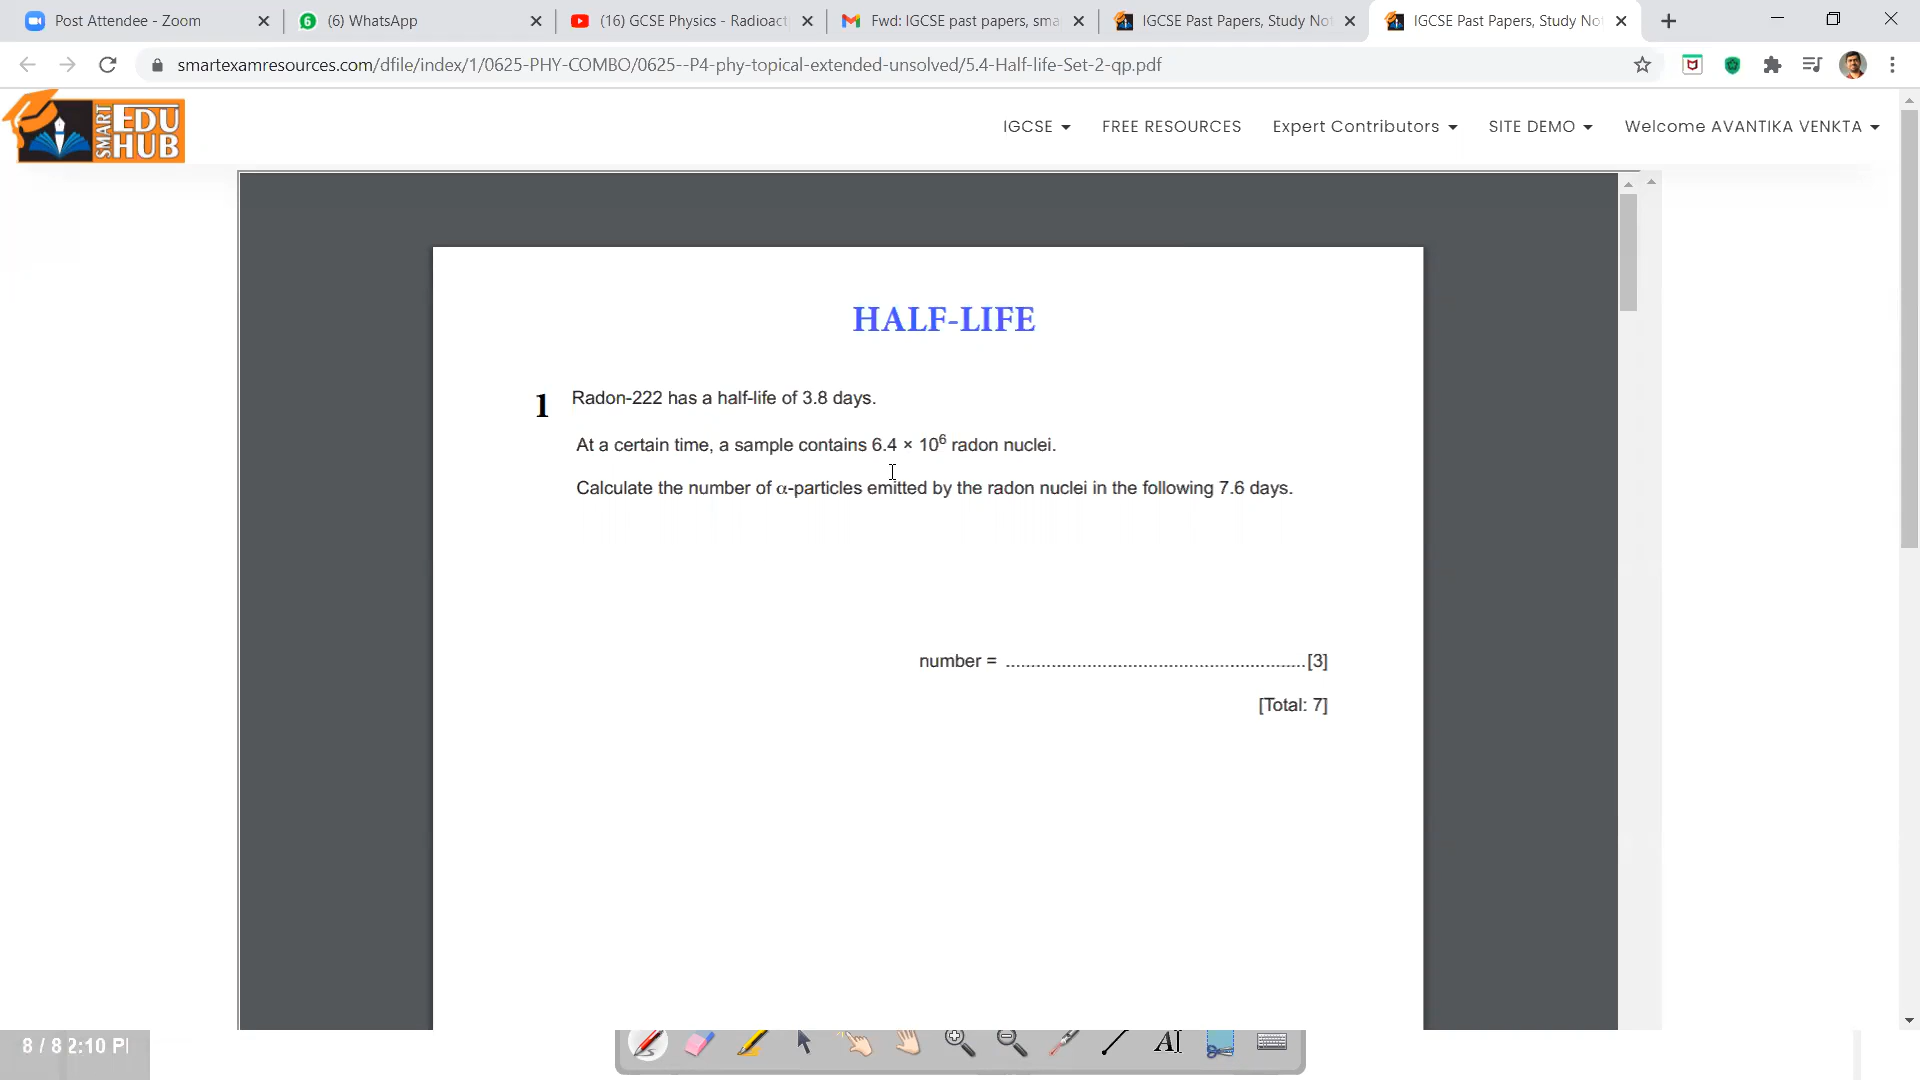 Post Attendee - Zoom
(6) WhatsApp
(16) GCSE Physics - Radioact
Fwd: IGCSE past papers, sma
IGCSE Past Papers, Study Not
IGCSE Past Papers, Study Not
smartexamresources.com/dfile/index/1/0625-PHY-COMBO/0625--P4-phy-topical-extended-unsolved/5.4-Half-life-Set-2-qp.pdf
SMART EDU HUB
IGCSE
FREE RESOURCES
Expert Contributors
SITE DEMO
Welcome AVANTIKA VENKTA
HALF-LIFE
1 Radon-222 has a half-life of 3.8 days.
At a certain time, a sample contains 6.4 × 10⁶ radon nuclei.
Calculate the number of α-particles emitted by the radon nuclei in the following 7.6 days.
number = ............................................................[3]
[Total: 7]
8 / 8
2:10